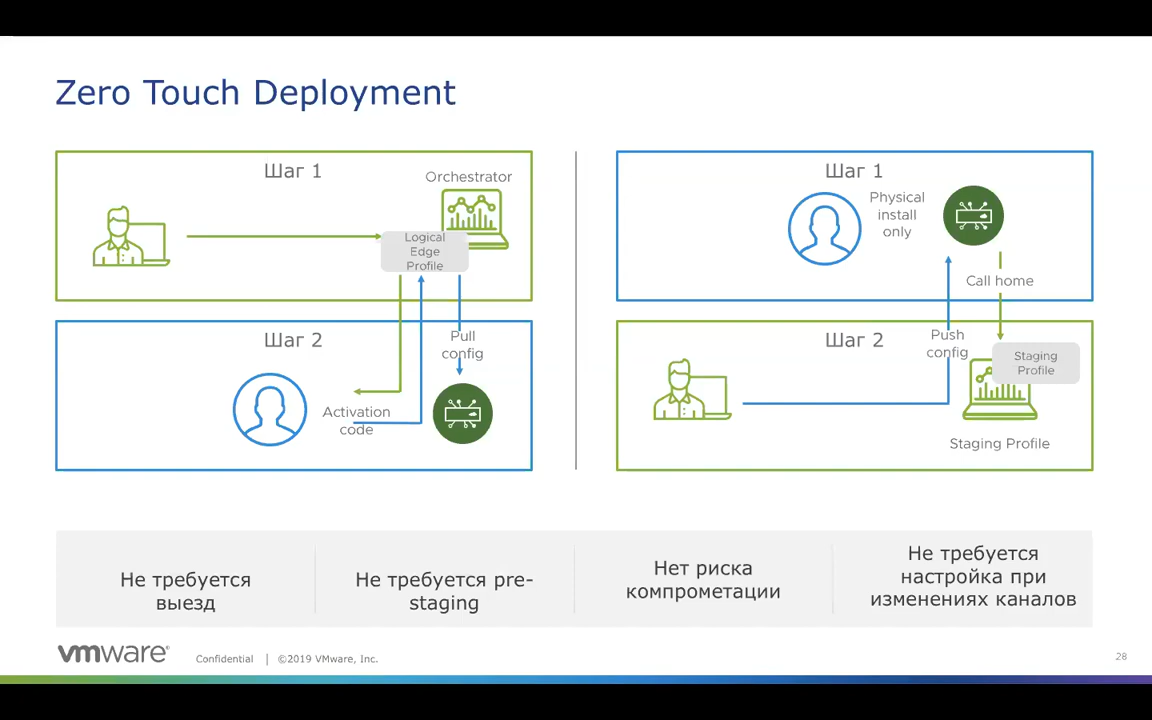 Zero Touch Deployment
Шаг 1
Orchestrator
Logical
Edge
Profile
Шаг 2
Pull
config
Activation
code
Шаг 1
Physical
install
only
Call home
Шаг 2
Push
config
Staging
Profile
Staging Profile
Не требуется
выезд
Не требуется pre-
staging
Нет риска
компрометации
Не требуется
настройка при
изменениях каналов
vmware®
Confidential | ©2019 VMware, Inc.
28